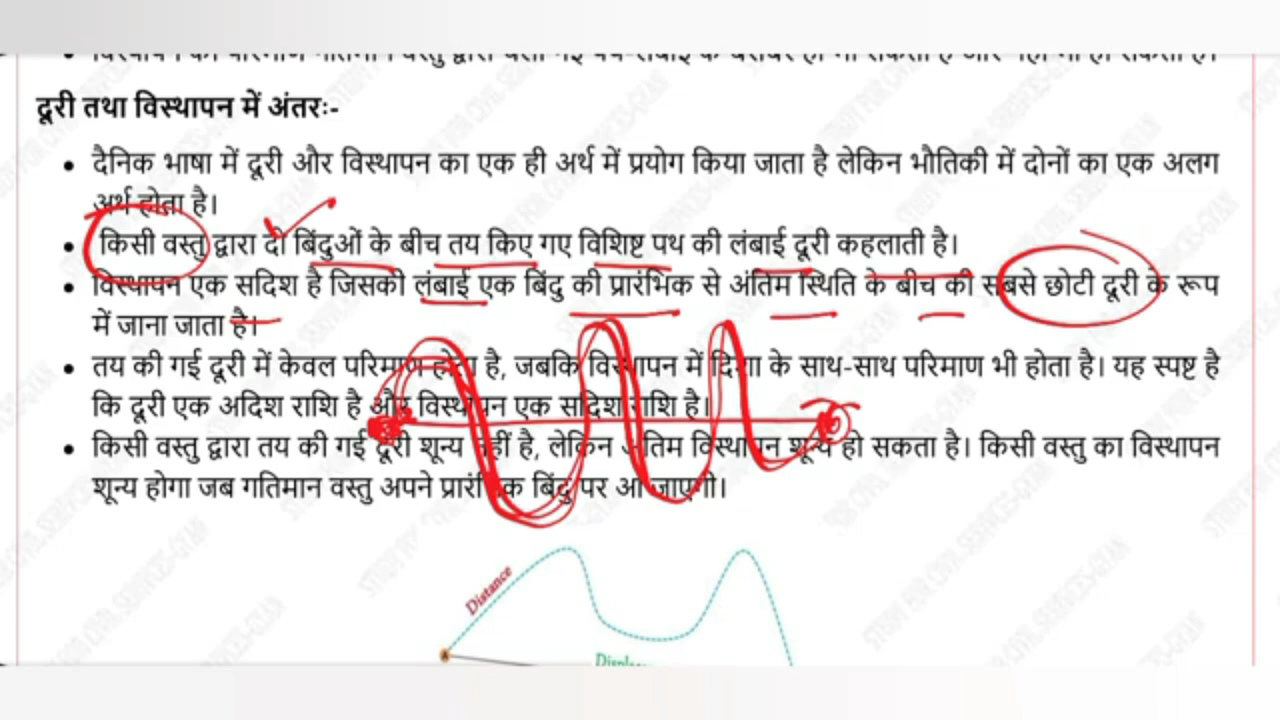 दूरी तथा विस्थापन में अंतरः-
• दैनिक भाषा में दूरी और विस्थापन का एक ही अर्थ में प्रयोग किया जाता है लेकिन भौतिकी में दोनों का एक अलग
अर्थ होता है।
• किसी वस्तु द्वारा दो बिंदुओं के बीच तय किए गए विशिष्ट पथ की लंबाई दूरी कहलाती है।
• विस्थापन एक सदिश है जिसकी लंबाई एक बिंदु की प्रारंभिक से अंतिम स्थिति के बीच की सबसे छोटी दूरी के रूप
में जाना जाता है।
• तय की गई दूरी में केवल परिमाण होता है, जबकि विस्थापन में दिशा के साथ-साथ परिमाण भी होता है। यह स्पष्ट है
कि दूरी एक अदिश राशि है और विस्थापन एक सदिश राशि है।
• किसी वस्तु द्वारा तय की गई दूरी शून्य नहीं है, लेकिन अंतिम विस्थापन शून्य हो सकता है। किसी वस्तु का विस्थापन
शून्य होगा जब गतिमान वस्तु अपने प्रारंभिक बिंदु पर आ जाएगी।
Distance
A